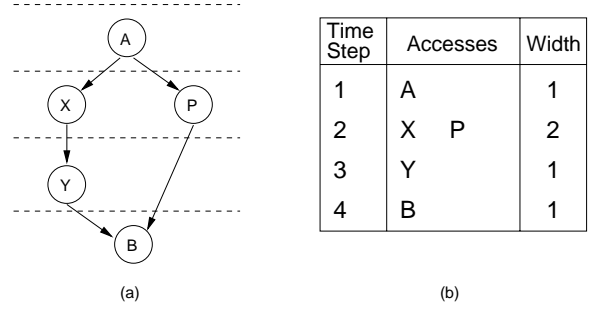 A
X P
Y
B
(a)
Time Step Accesses Width
1 A 1
2 X P 2
3 Y 1
4 B 1
(b)